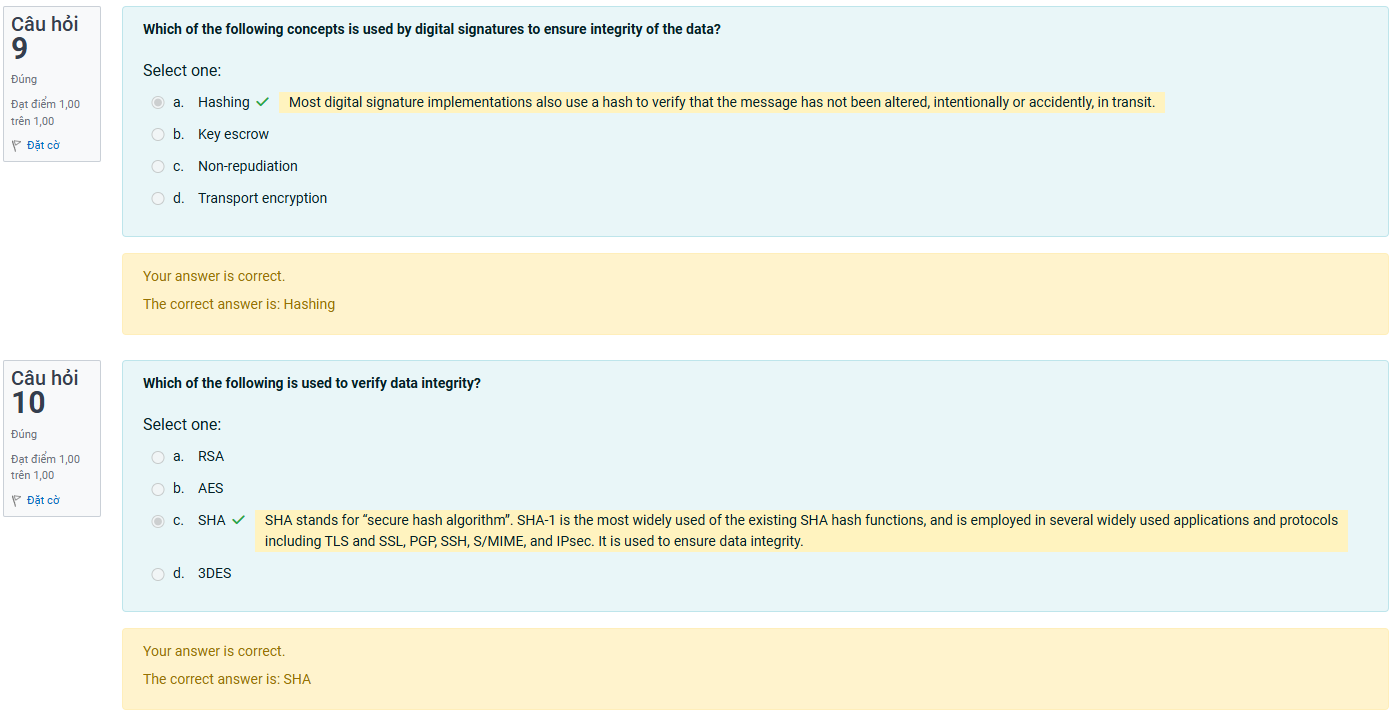 Câu hỏi
9
Đúng
Đạt điểm 1,00
trên 1,00
Đặt cờ
Which of the following concepts is used by digital signatures to ensure integrity of the data?
Select one:
a. Hashing Most digital signature implementations also use a hash to verify that the message has not been altered, intentionally or accidently, in transit.
b. Key escrow
c. Non-repudiation
d. Transport encryption
Your answer is correct.
The correct answer is: Hashing
Câu hỏi
10
Đúng
Đạt điểm 1,00
trên 1,00
Đặt cờ
Which of the following is used to verify data integrity?
Select one:
a. RSA
b. AES
c. SHA SHA stands for “secure hash algorithm”. SHA-1 is the most widely used of the existing SHA hash functions, and is employed in several widely used applications and protocols
including TLS and SSL, PGP, SSH, S/MIME, and IPsec. It is used to ensure data integrity.
d. 3DES
Your answer is correct.
The correct answer is: SHA